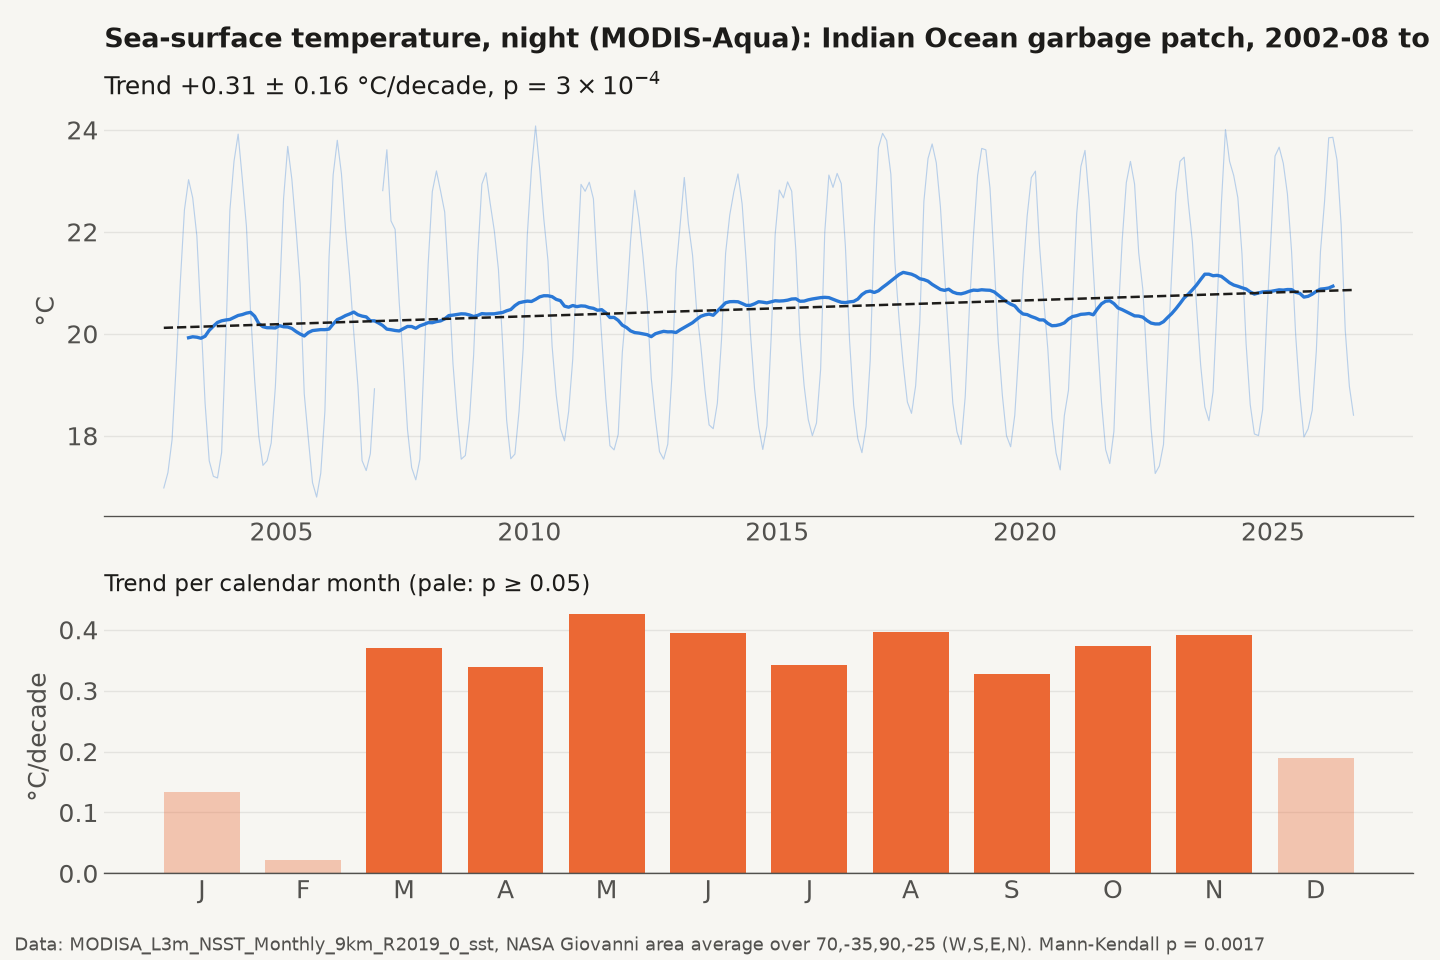 Sea-surface temperature, night (MODIS-Aqua): Indian Ocean garbage patch, 2002-08 to
Trend +0.31 ± 0.16 °C/decade, p = 3 × 10⁻⁴
24
22
20
18
°C
2005 2010 2015 2020 2025
Trend per calendar month (pale: p ≥ 0.05)
0.4
0.3
0.2
0.1
0.0
°C/decade
J F M A M J J A S O N D
Data: MODISA_L3m_NSST_Monthly_9km_R2019_0_sst, NASA Giovanni area average over 70,-35,90,-25 (W,S,E,N). Mann-Kendall p = 0.0017